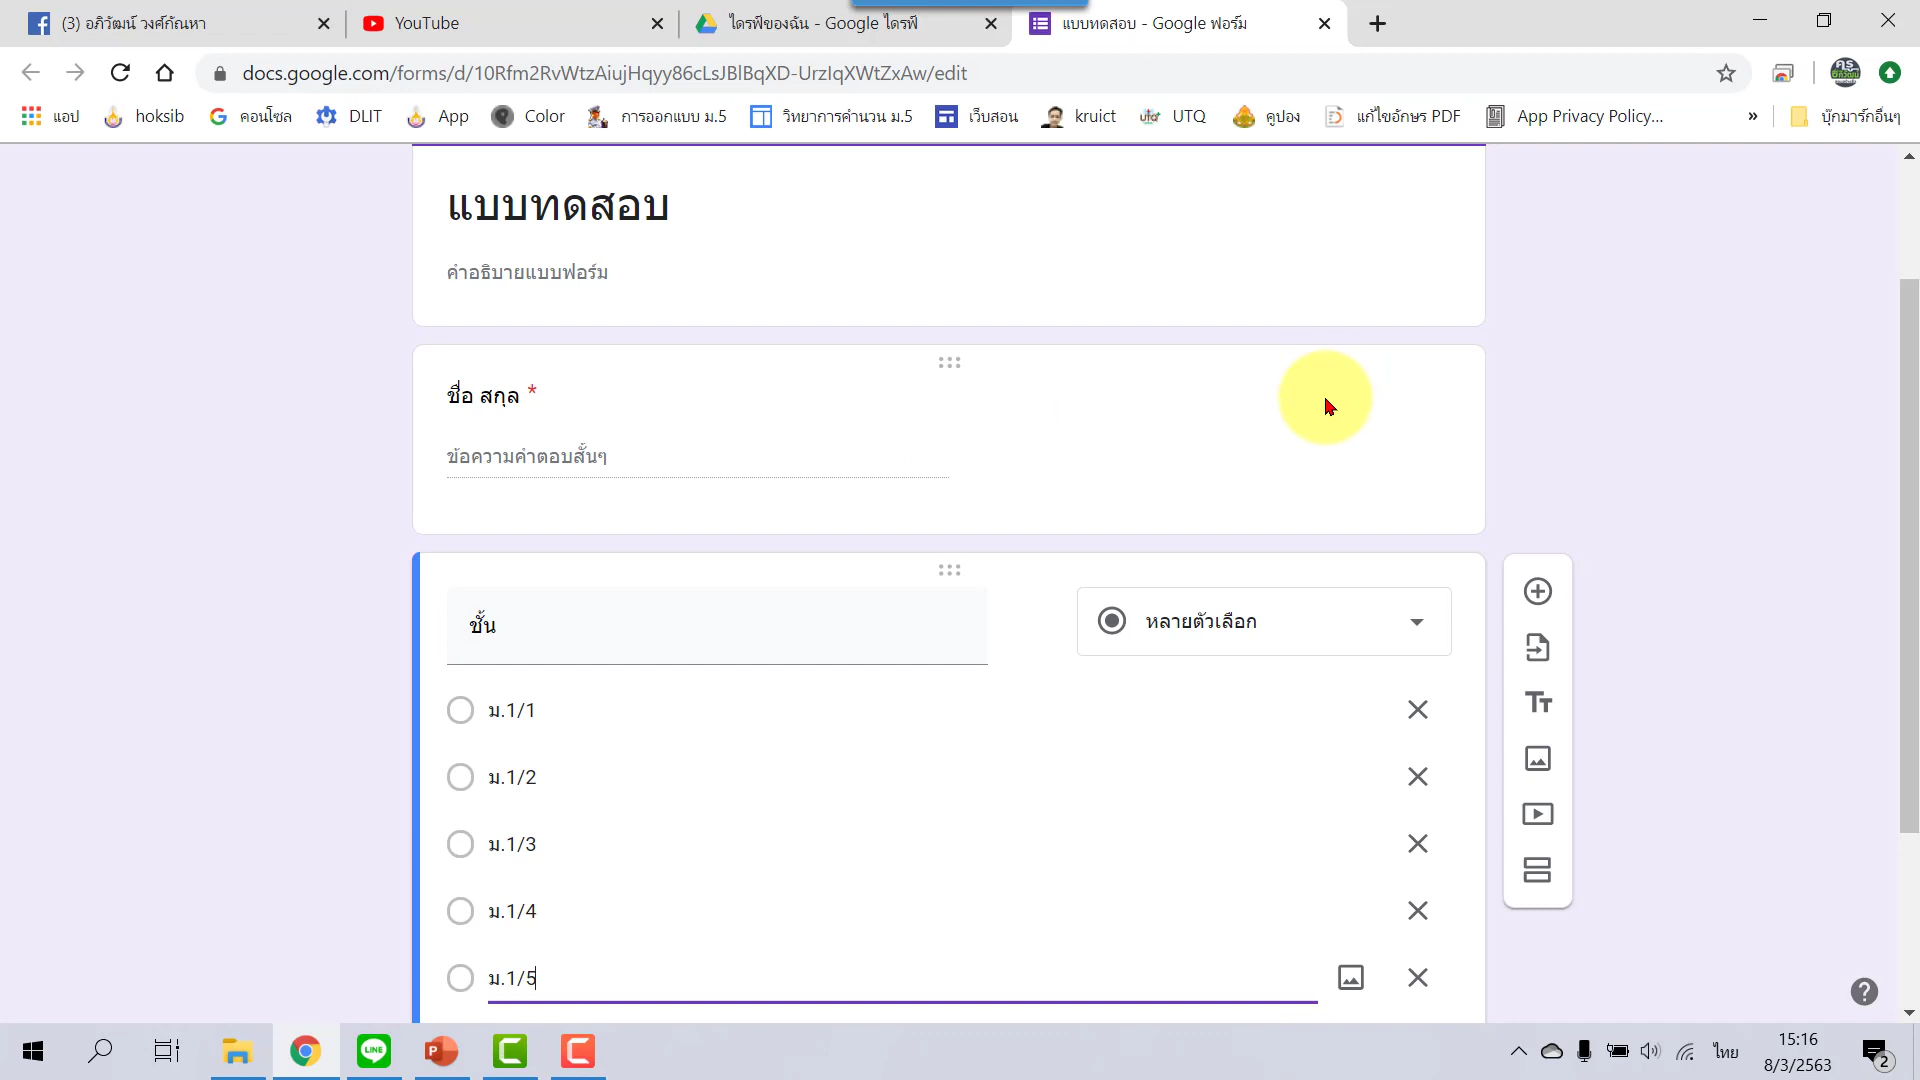 (3) อภิวัฒน์ วงศ์กัณหา
YouTube
ไดรฟ์ของฉัน - Google ไดรฟ์
แบบทดสอบ - Google ฟอร์ม
docs.google.com/forms/d/10Rfm2RvWtzAiujHqyy86cLsJBlBqXD-UrzIqXWtZxAw/edit
แอป
hoksib
คอนโซล
DLIT
App
Color
การออกแบบ ม.5
วิทยาการคำนวน ม.5
เว็บสอน
kruict
UTQ
คูปอง
แก้ไขอักษร PDF
App Privacy Policy...
»
บุ๊กมาร์กอื่นๆ
แบบทดสอบ
คำอธิบายแบบฟอร์ม
ชื่อ สกุล *
ข้อความคำตอบสั้นๆ
ชั้น
หลายตัวเลือก
ม.1/1
ม.1/2
ม.1/3
ม.1/4
ม.1/5
ไทย
15:16
8/3/2563
2